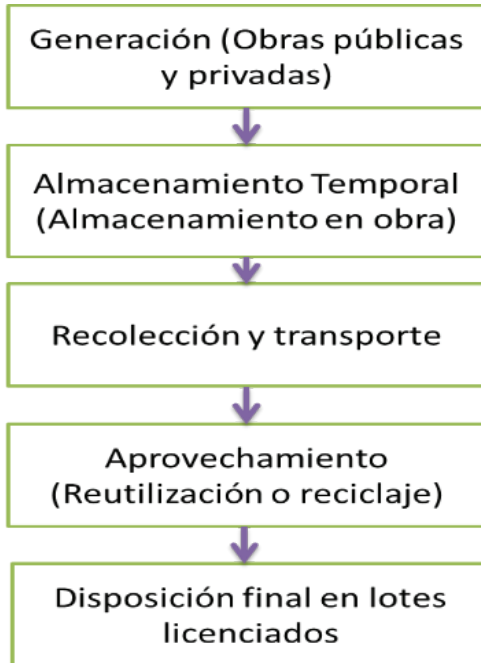 Generación (Obras públicas
y privadas)
Almacenamiento Temporal
(Almacenamiento en obra)
Recolección y transporte
Aprovechamiento
(Reutilización o reciclaje)
Disposición final en lotes
licenciados